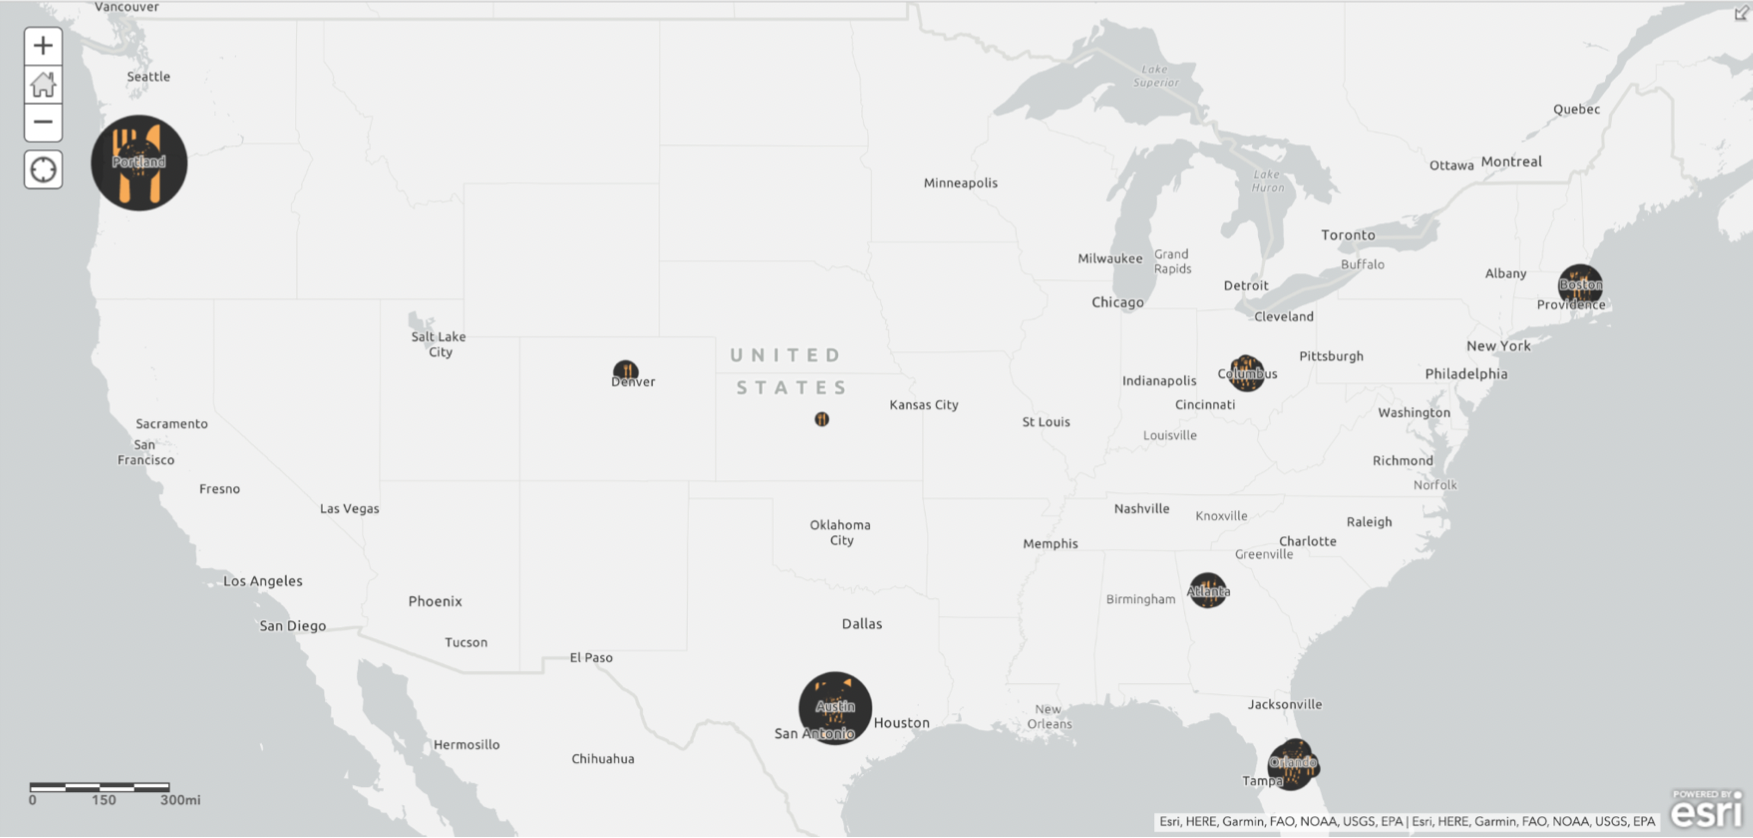 Vancouver
Seattle
Portland
Quebec
Ottawa
Montreal
Lake
Superior
Minneapolis
Lake
Huron
Toronto
Milwaukee
Grand
Rapids
Buffalo
Albany
Boston
Detroit
Chicago
Providence
Cleveland
Salt Lake
City
New York
UNITED
STATES
Pittsburgh
Denver
Columbus
Philadelphia
Indianapolis
Kansas City
Cincinnati
Washington
Sacramento
St Louis
Louisville
San
Francisco
Richmond
Norfolk
Fresno
Las Vegas
Nashville
Knoxville
Raleigh
Oklahoma
City
Memphis
Charlotte
Greenville
Los Angeles
Phoenix
Birmingham
Atlanta
San Diego
Dallas
Tucson
El Paso
Austin
Jacksonville
New
Orleans
Houston
San Antonio
Hermosillo
Chihuahua
Orlando
Tampa
0 150 300mi
POWERED BY
esri
Esri, HERE, Garmin, FAO, NOAA, USGS, EPA | Esri, HERE, Garmin, FAO, NOAA, USGS, EPA